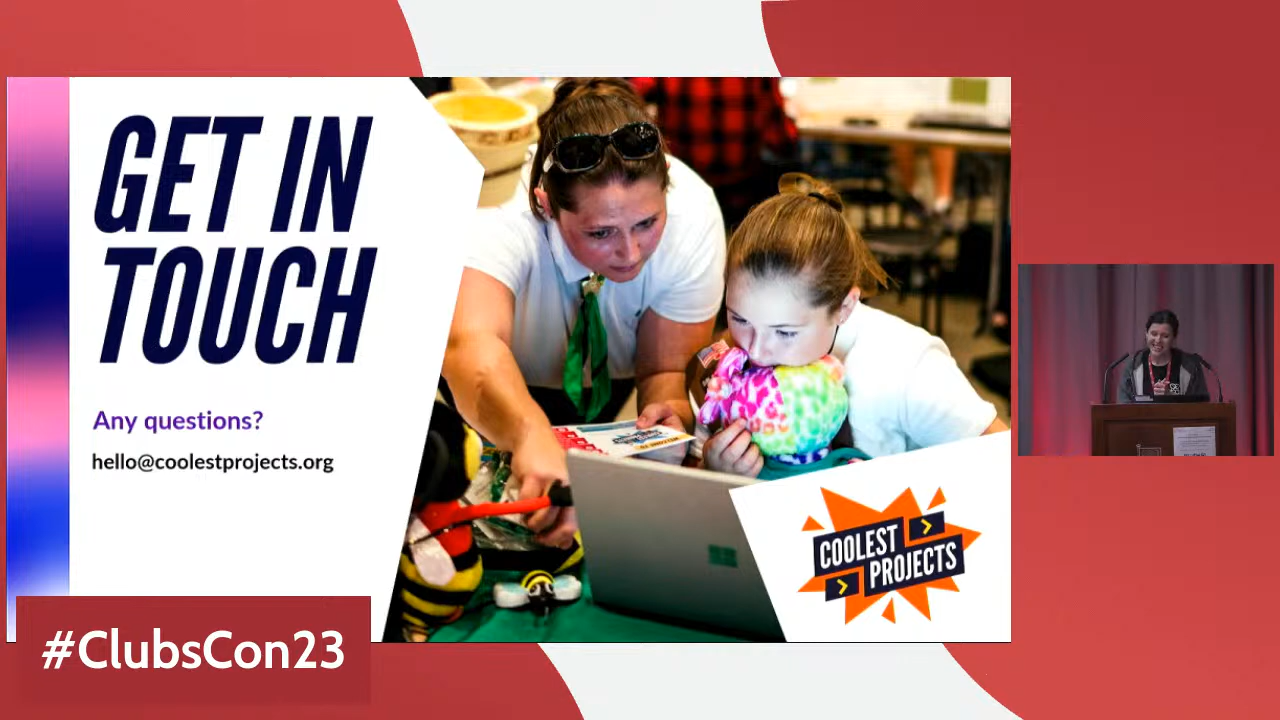 GET IN
TOUCH
Any questions?
hello@coolestprojects.org
COOLEST
PROJECTS
#ClubsCon23